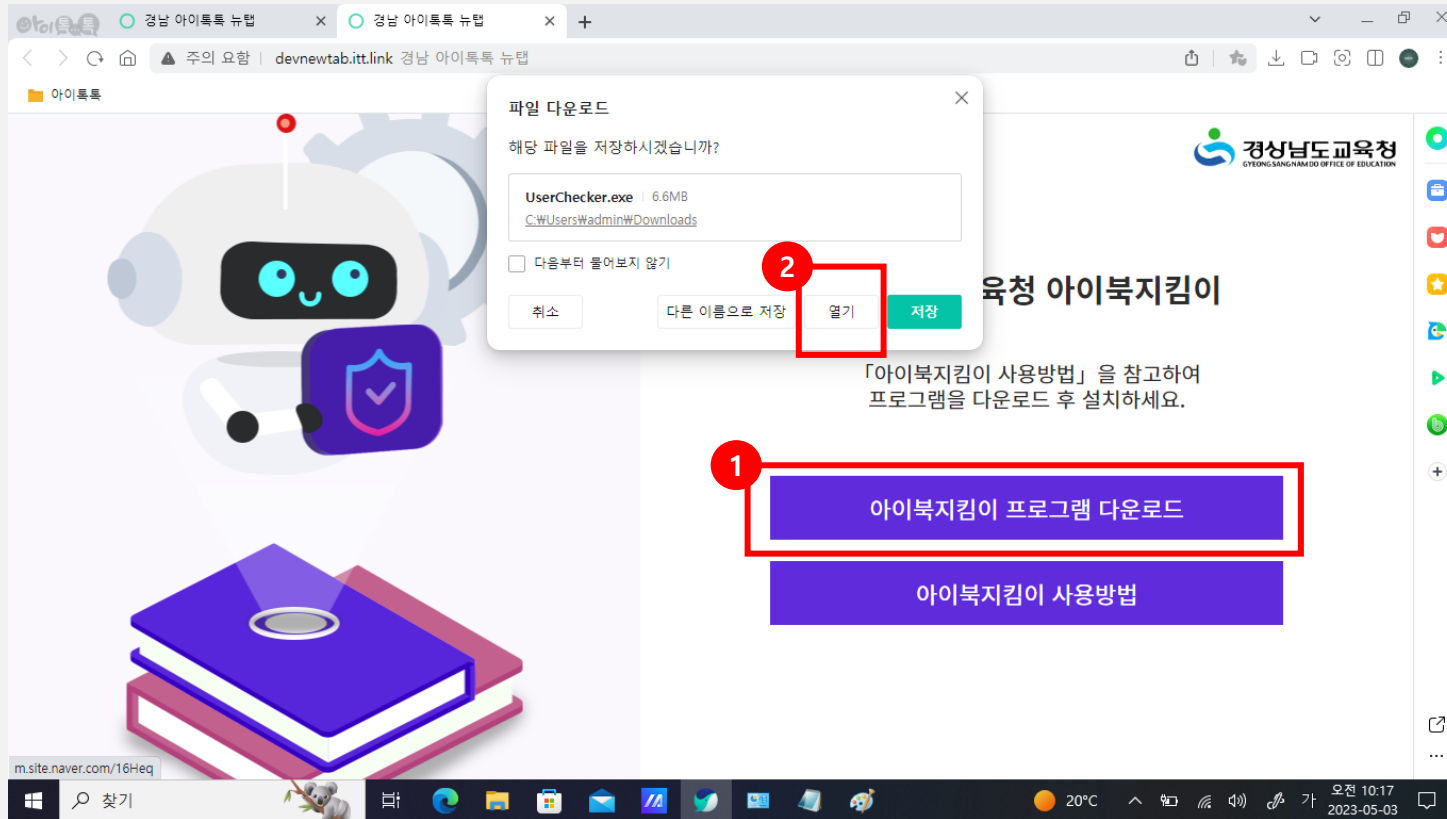 아이톡톡
경남 아이톡톡 뉴탭
경남 아이톡톡 뉴탭
주의 요함
devnewtab.itt.link 경남 아이톡톡 뉴탭
아이톡톡
파일 다운로드
해당 파일을 저장하시겠습니까?
UserChecker.exe 6.6MB
C:₩Users₩admin₩Downloads
다음부터 물어보지 않기
2
취소
다른 이름으로 저장
열기
저장
경상남도교육청
GYEONGSANGNAMDO OFFICE OF EDUCATION
육청 아이북지킴이
「아이북지킴이 사용방법」을 참고하여
프로그램을 다운로드 후 설치하세요.
1
아이북지킴이 프로그램 다운로드
아이북지킴이 사용방법
m.site.naver.com/16Heq
찾기
20°C
가
오전 10:17
2023-05-03